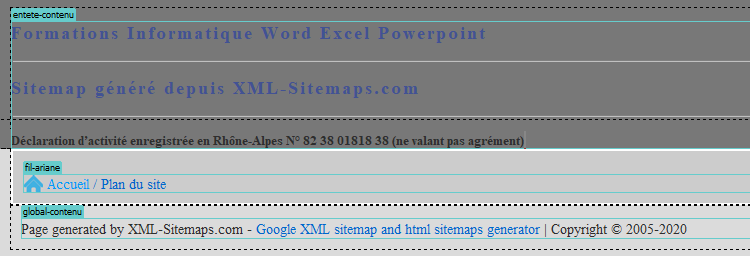 entete-contenu
Formations Informatique Word Excel Powerpoint
Sitemap généré depuis XML-Sitemaps.com
Déclaration d'activité enregistrée en Rhône-Alpes N° 82 38 01818 38 (ne valant pas agrément)
fil-ariane
Accueil / Plan du site
global-contenu
Page generated by XML-Sitemaps.com - Google XML sitemap and html sitemaps generator | Copyright © 2005-2020